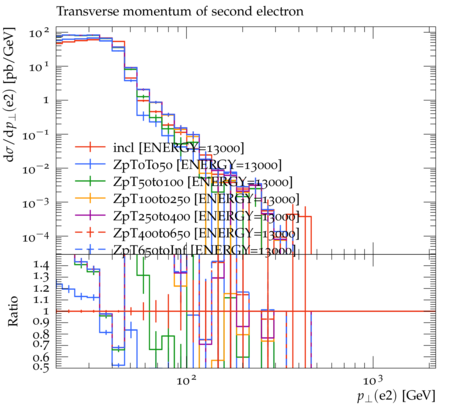 Transverse momentum of second electron
dσ/dp⊥(e2) [pb/GeV]
10²
10¹
1
10⁻¹
10⁻²
10⁻³
10⁻⁴
incl [ENERGY=13000]
ZpT0To50 [ENERGY=13000]
ZpT50to100 [ENERGY=13000]
ZpT100to250 [ENERGY=13000]
ZpT250to400 [ENERGY=13000]
ZpT400to650 [ENERGY=13000]
ZpT650toInf [ENERGY=13000]
Ratio
1.4
1.3
1.2
1.1
1
0.9
0.8
0.7
0.6
0.5
10² 10³
p⊥(e2) [GeV]